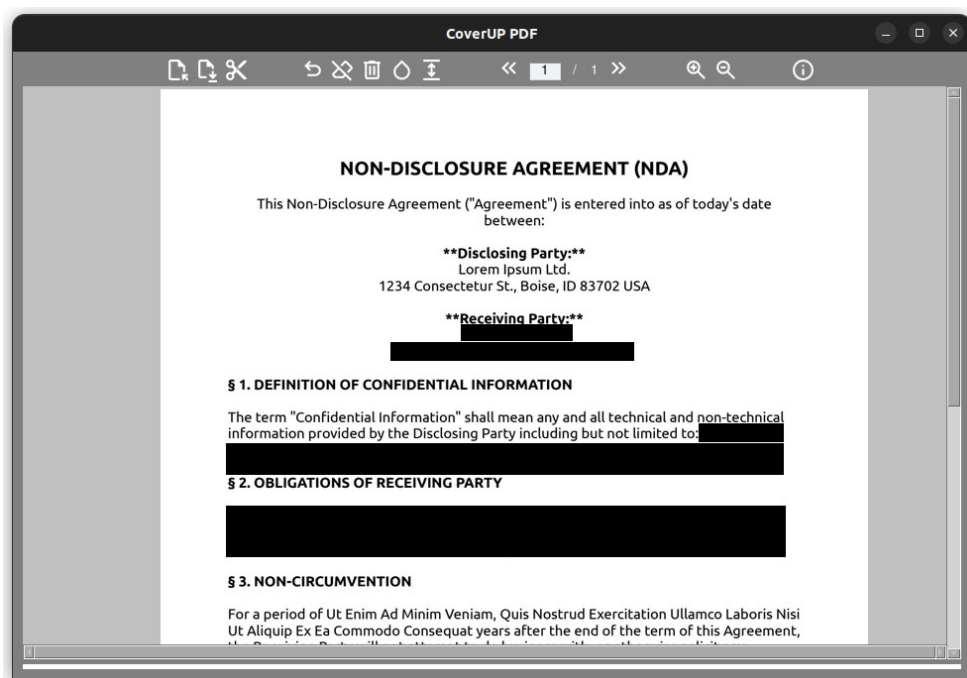 CoverUP PDF
1 / 1
NON-DISCLOSURE AGREEMENT (NDA)
This Non-Disclosure Agreement ("Agreement") is entered into as of today's date
between:
**Disclosing Party:**
Lorem Ipsum Ltd.
1234 Consectetur St., Boise, ID 83702 USA
**Receiving Party:**
§ 1. DEFINITION OF CONFIDENTIAL INFORMATION
The term "Confidential Information" shall mean any and all technical and non-technical
information provided by the Disclosing Party including but not limited to:
§ 2. OBLIGATIONS OF RECEIVING PARTY
§ 3. NON-CIRCUMVENTION
For a period of Ut Enim Ad Minim Veniam, Quis Nostrud Exercitation Ullamco Laboris Nisi
Ut Aliquip Ex Ea Commodo Consequat years after the end of the term of this Agreement,